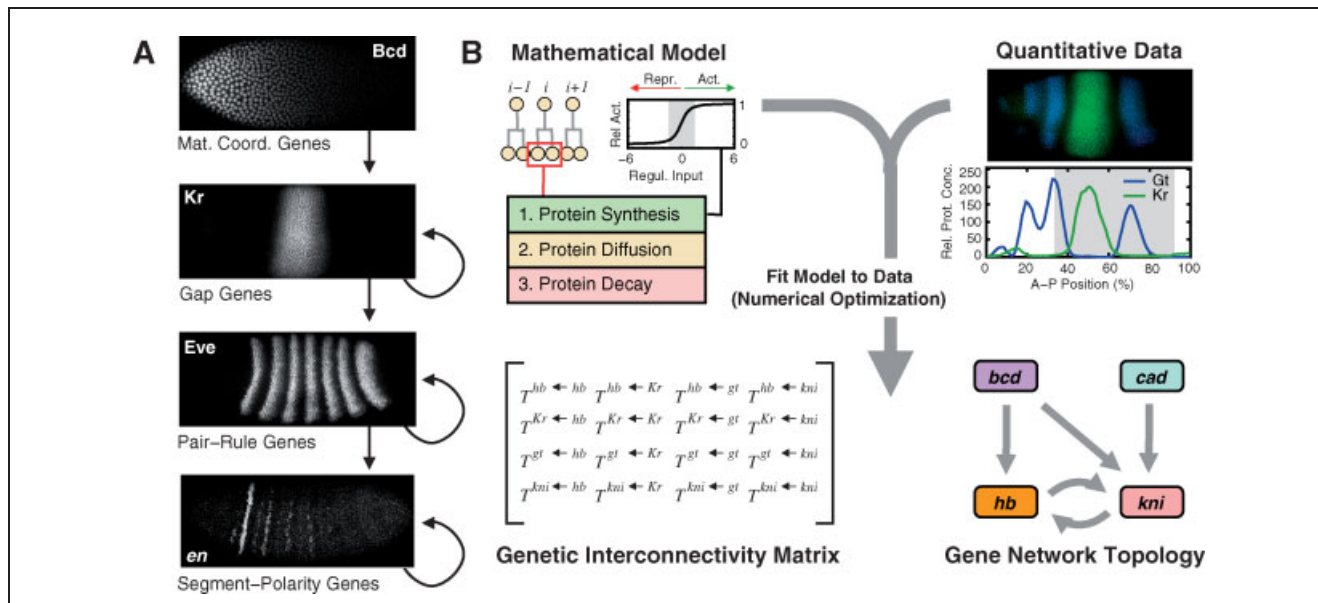 A
Bcd
Mat. Coord. Genes
Kr
Gap Genes
Eve
Pair–Rule Genes
en
Segment–Polarity Genes
B
Mathematical Model
i–1 i i+1
Repr. Act.
Rel Act.
1
0
–6 0 6
Regul. Input
1. Protein Synthesis
2. Protein Diffusion
3. Protein Decay
Quantitative Data
Rel. Prot. Conc.
250
200
150
100
50
0
Gt
Kr
0 20 40 60 80 100
A–P Position (%)
Fit Model to Data
(Numerical Optimization)
T hb ← hb T hb ← Kr T hb ← gt T hb ← kni
T Kr ← hb T Kr ← Kr T Kr ← gt T Kr ← kni
T gt ← hb T gt ← Kr T gt ← gt T gt ← kni
T kni ← hb T kni ← Kr T kni ← gt T kni ← kni
Genetic Interconnectivity Matrix
bcd cad
hb kni
Gene Network Topology